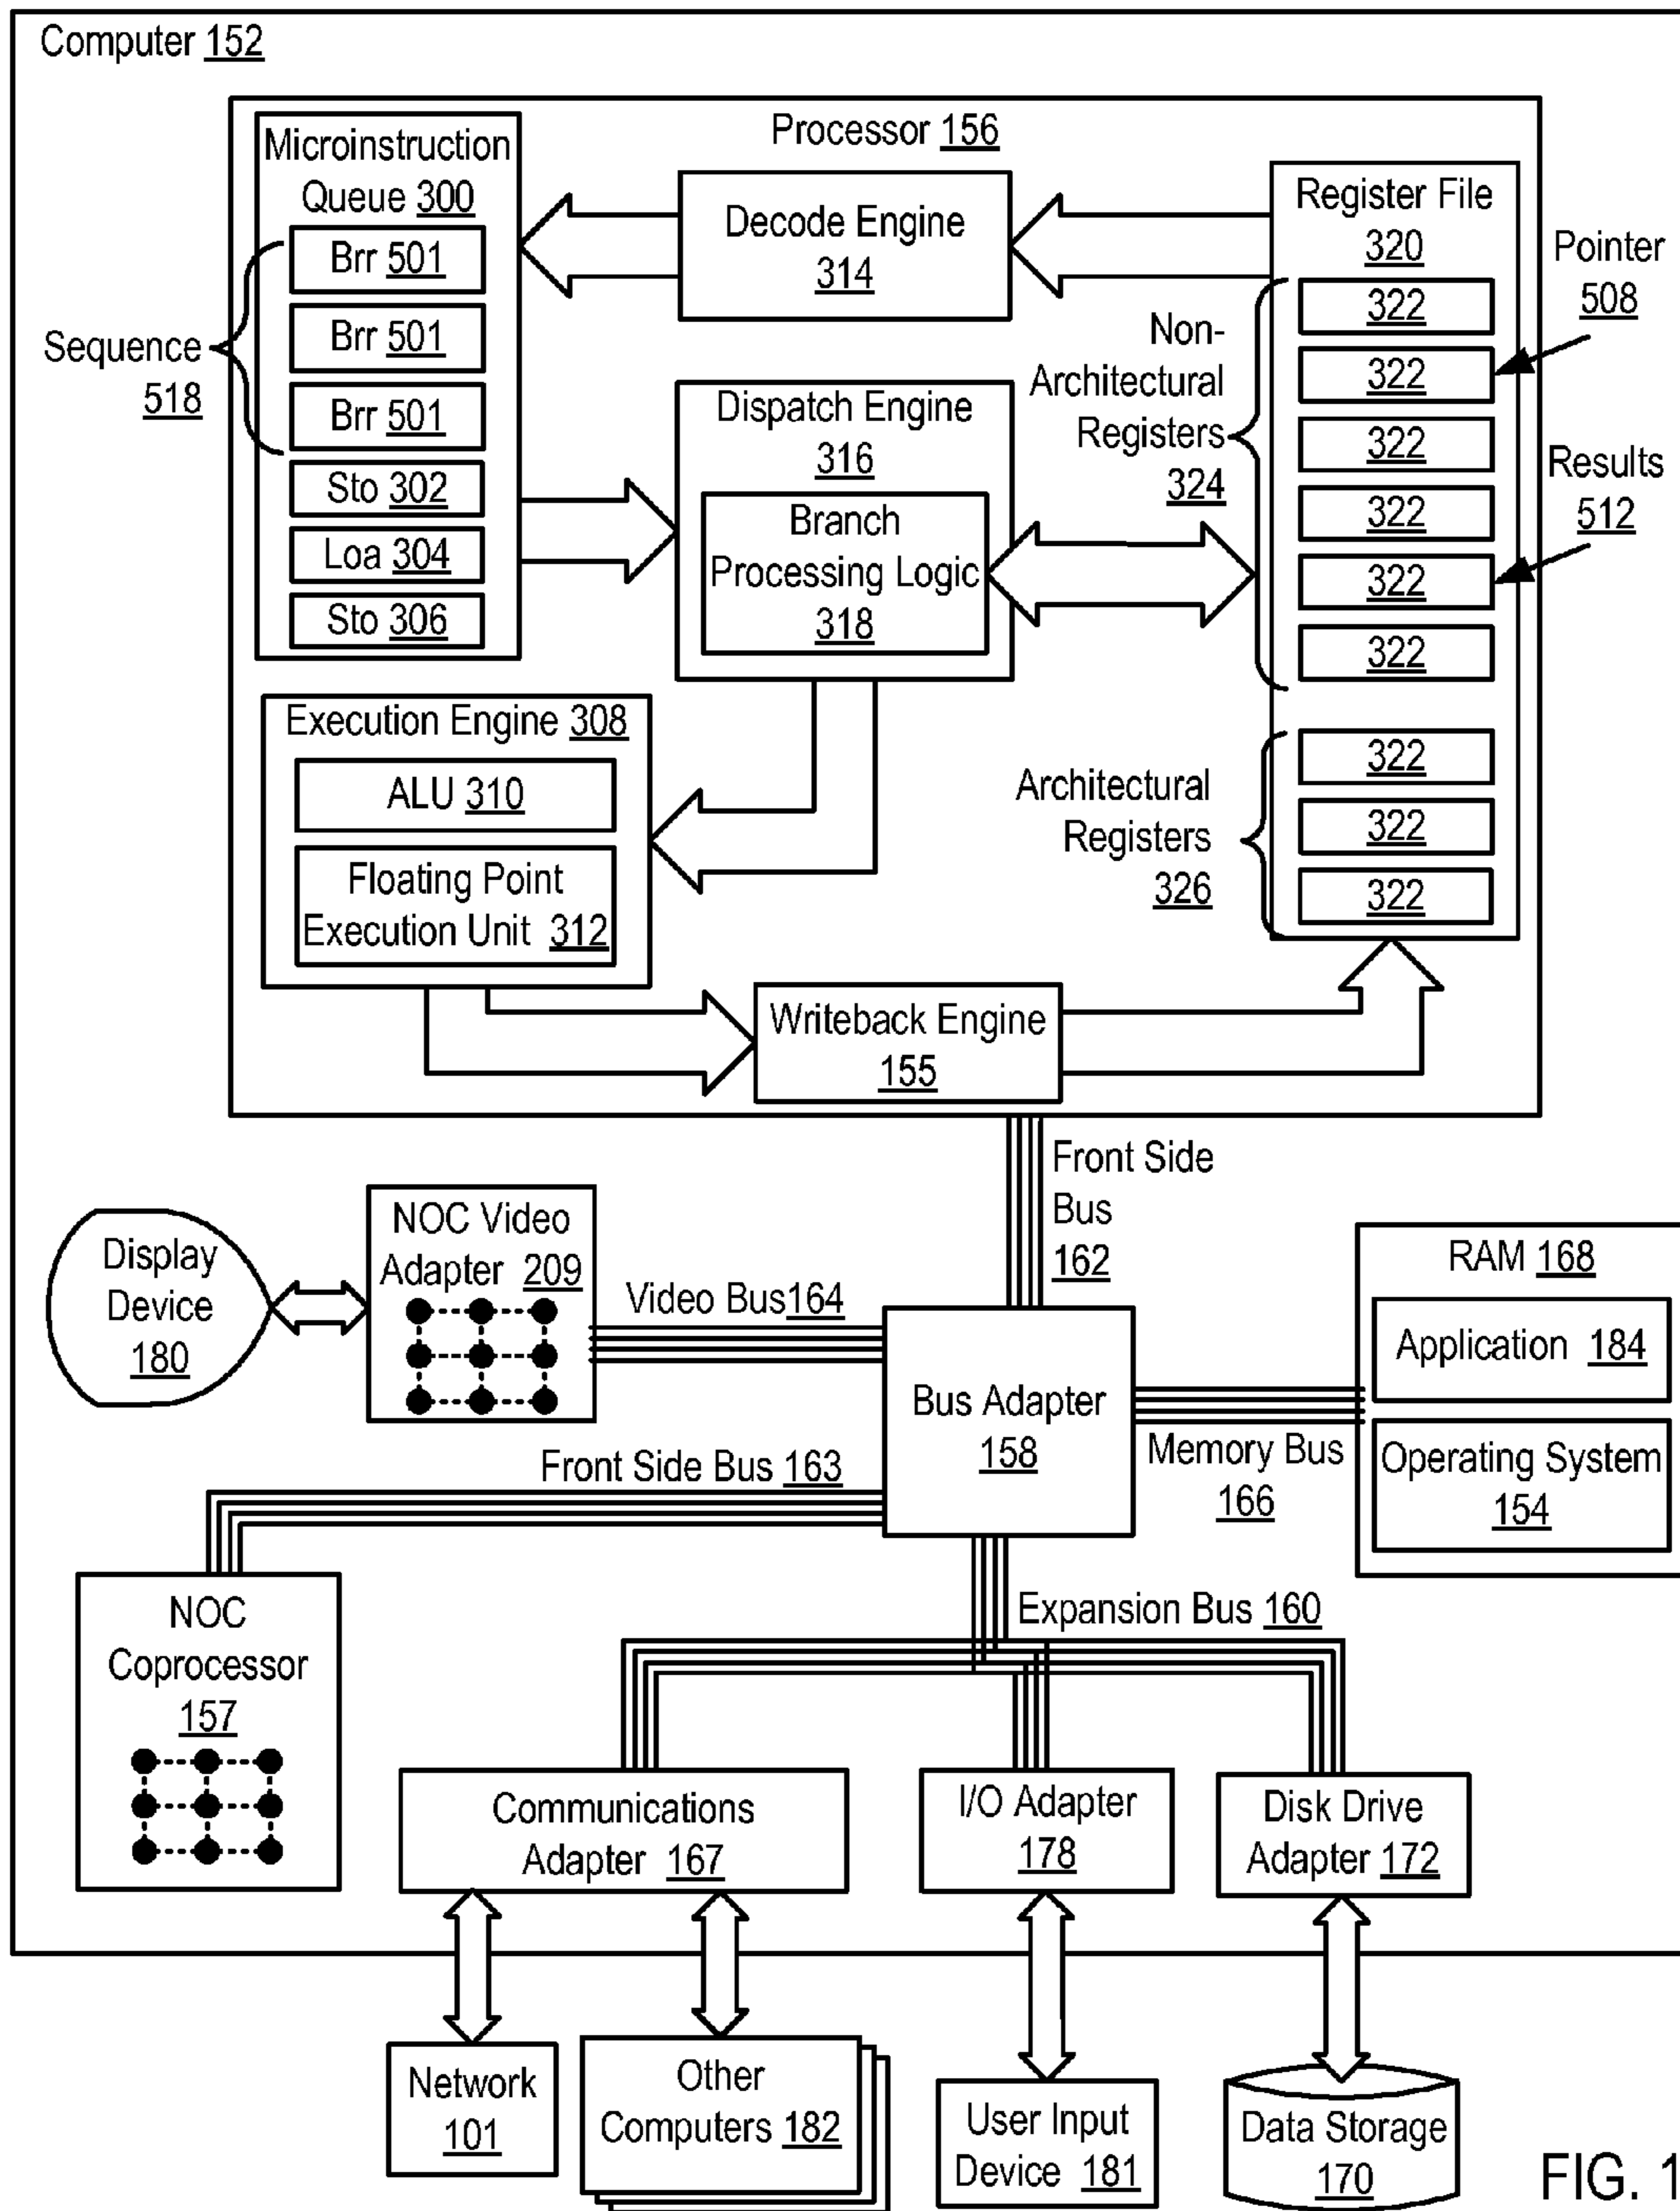 Computer 152
Processor 156
Microinstruction
Queue 300
Brr 501
Brr 501
Brr 501
Sto 302
Loa 304
Sto 306
Sequence
518
Decode Engine
314
Dispatch Engine
316
Branch
Processing Logic
318
Register File
320
322
322
322
322
322
322
322
322
322
Pointer
508
Results
512
Non-
Architectural
Registers
324
Architectural
Registers
326
Execution Engine 308
ALU 310
Floating Point
Execution Unit 312
Writeback Engine
155
Front Side
Bus
162
Display
Device
180
NOC Video
Adapter 209
Video Bus164
Bus Adapter
158
RAM 168
Application 184
Operating System
154
Memory Bus
166
Front Side Bus 163
NOC
Coprocessor
157
Expansion Bus 160
Communications
Adapter 167
I/O Adapter
178
Disk Drive
Adapter 172
Network
101
Other
Computers 182
User Input
Device 181
Data Storage
170
FIG. 1